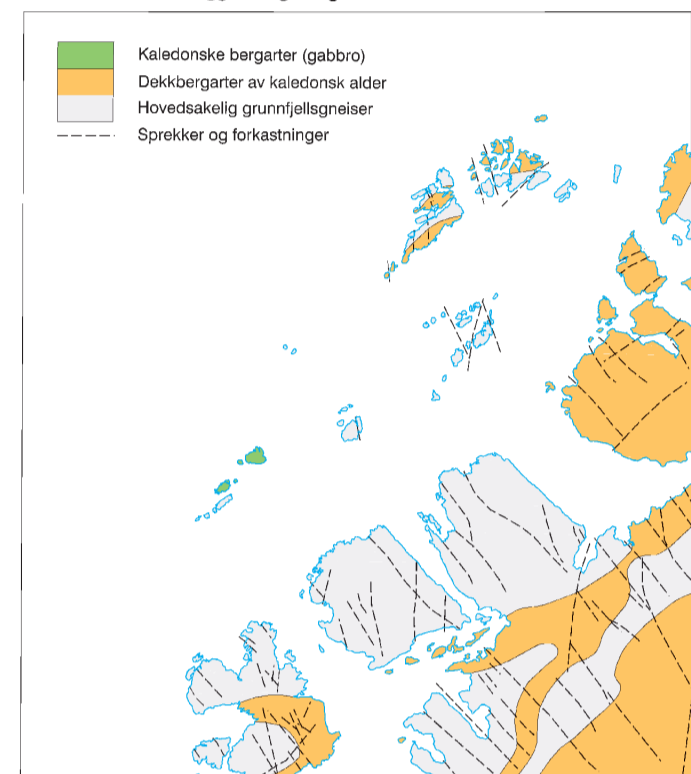 Kaledonske bergarter (gabbro)
Dekkbergarter av kaledonsk alder
Hovedsakelig grunnfjellsgneiser
Sprekker og forkastninger